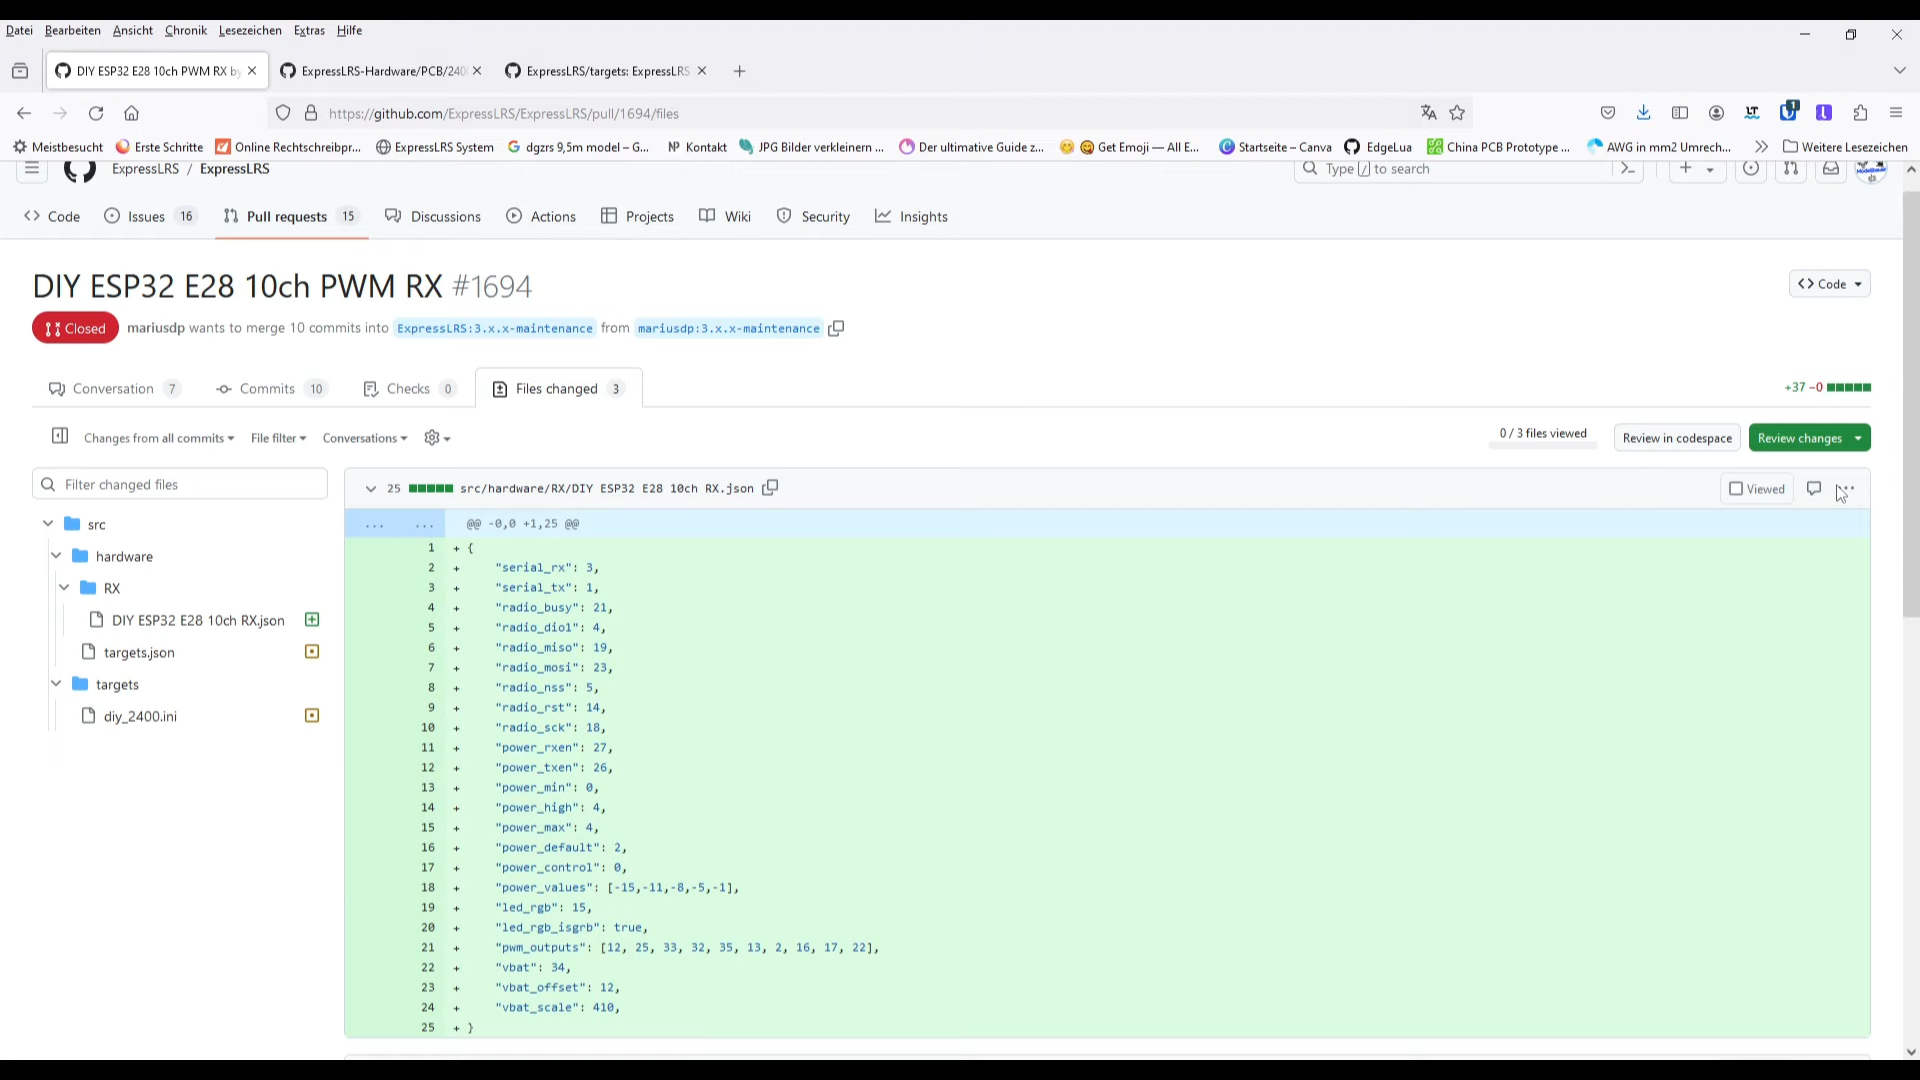 Datei Bearbeiten Ansicht Chronik Lesezeichen Extras Hilfe
DIY ESP32 E28 10ch PWM RX by ExpressLRS-Hardware/PCB/240 ExpressLRS/targets: ExpressLRS
https://github.com/ExpressLRS/ExpressLRS/pull/1694/files
Meistbesucht Erste Schritte Online Rechtschreibpr... ExpressLRS System dgzrs 9,5m model – G... NP Kontakt JPG Bilder verkleinern ... Der ultimative Guide z... Get Emoji — All E... Startseite – Canva EdgeLua China PCB Prototype ... AWG in mm2 Umrech... Weitere Lesezeichen
ExpressLRS / ExpressLRS Type / to search
Code Issues 16 Pull requests 15 Discussions Actions Projects Wiki Security Insights
DIY ESP32 E28 10ch PWM RX #1694 <> Code
Closed mariusdp wants to merge 10 commits into ExpressLRS:3.x.x-maintenance from mariusdp:3.x.x-maintenance
Conversation 7 Commits 10 Checks 0 Files changed 3 +37 −0
Changes from all commits File filter Conversations 0 / 3 files viewed Review in codespace Review changes
Filter changed files
src
hardware
RX
DIY ESP32 E28 10ch RX.json
targets.json
targets
diy_2400.ini
25 src/hardware/RX/DIY ESP32 E28 10ch RX.json Viewed
... ... @@ -0,0 +1,25 @@
1 + {
2 + "serial_rx": 3,
3 + "serial_tx": 1,
4 + "radio_busy": 21,
5 + "radio_dio1": 4,
6 + "radio_miso": 19,
7 + "radio_mosi": 23,
8 + "radio_nss": 5,
9 + "radio_rst": 14,
10 + "radio_sck": 18,
11 + "power_rxen": 27,
12 + "power_txen": 26,
13 + "power_min": 0,
14 + "power_high": 4,
15 + "power_max": 4,
16 + "power_default": 2,
17 + "power_control": 0,
18 + "power_values": [-15,-11,-8,-5,-1],
19 + "led_rgb": 15,
20 + "led_rgb_isgrb": true,
21 + "pwm_outputs": [12, 25, 33, 32, 35, 13, 2, 16, 17, 22],
22 + "vbat": 34,
23 + "vbat_offset": 12,
24 + "vbat_scale": 410,
25 + }